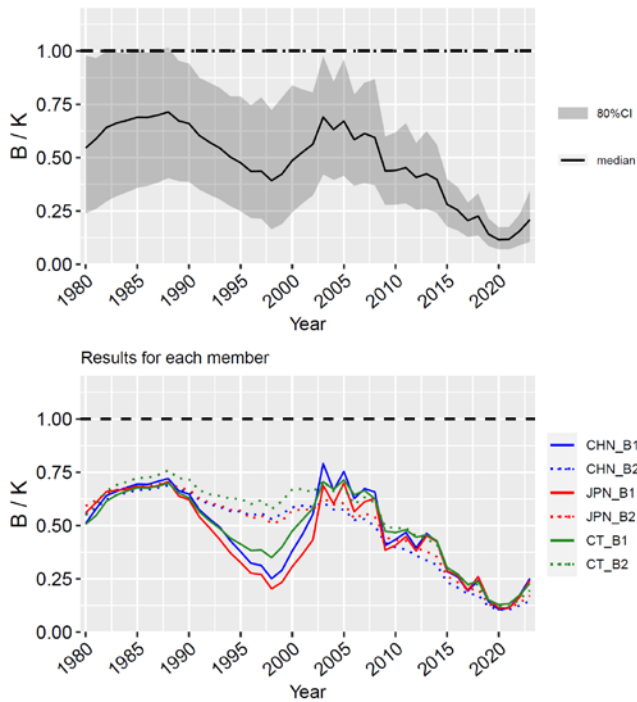 1.00
0.75
0.50
0.25
0.00
B / K
1980
1985
1990
1995
2000
2005
2010
2015
2020
Year
80%CI
median
Results for each member
1.00
0.75
0.50
0.25
0.00
B / K
1980
1985
1990
1995
2000
2005
2010
2015
2020
Year
CHN_B1
CHN_B2
JPN_B1
JPN_B2
CT_B1
CT_B2